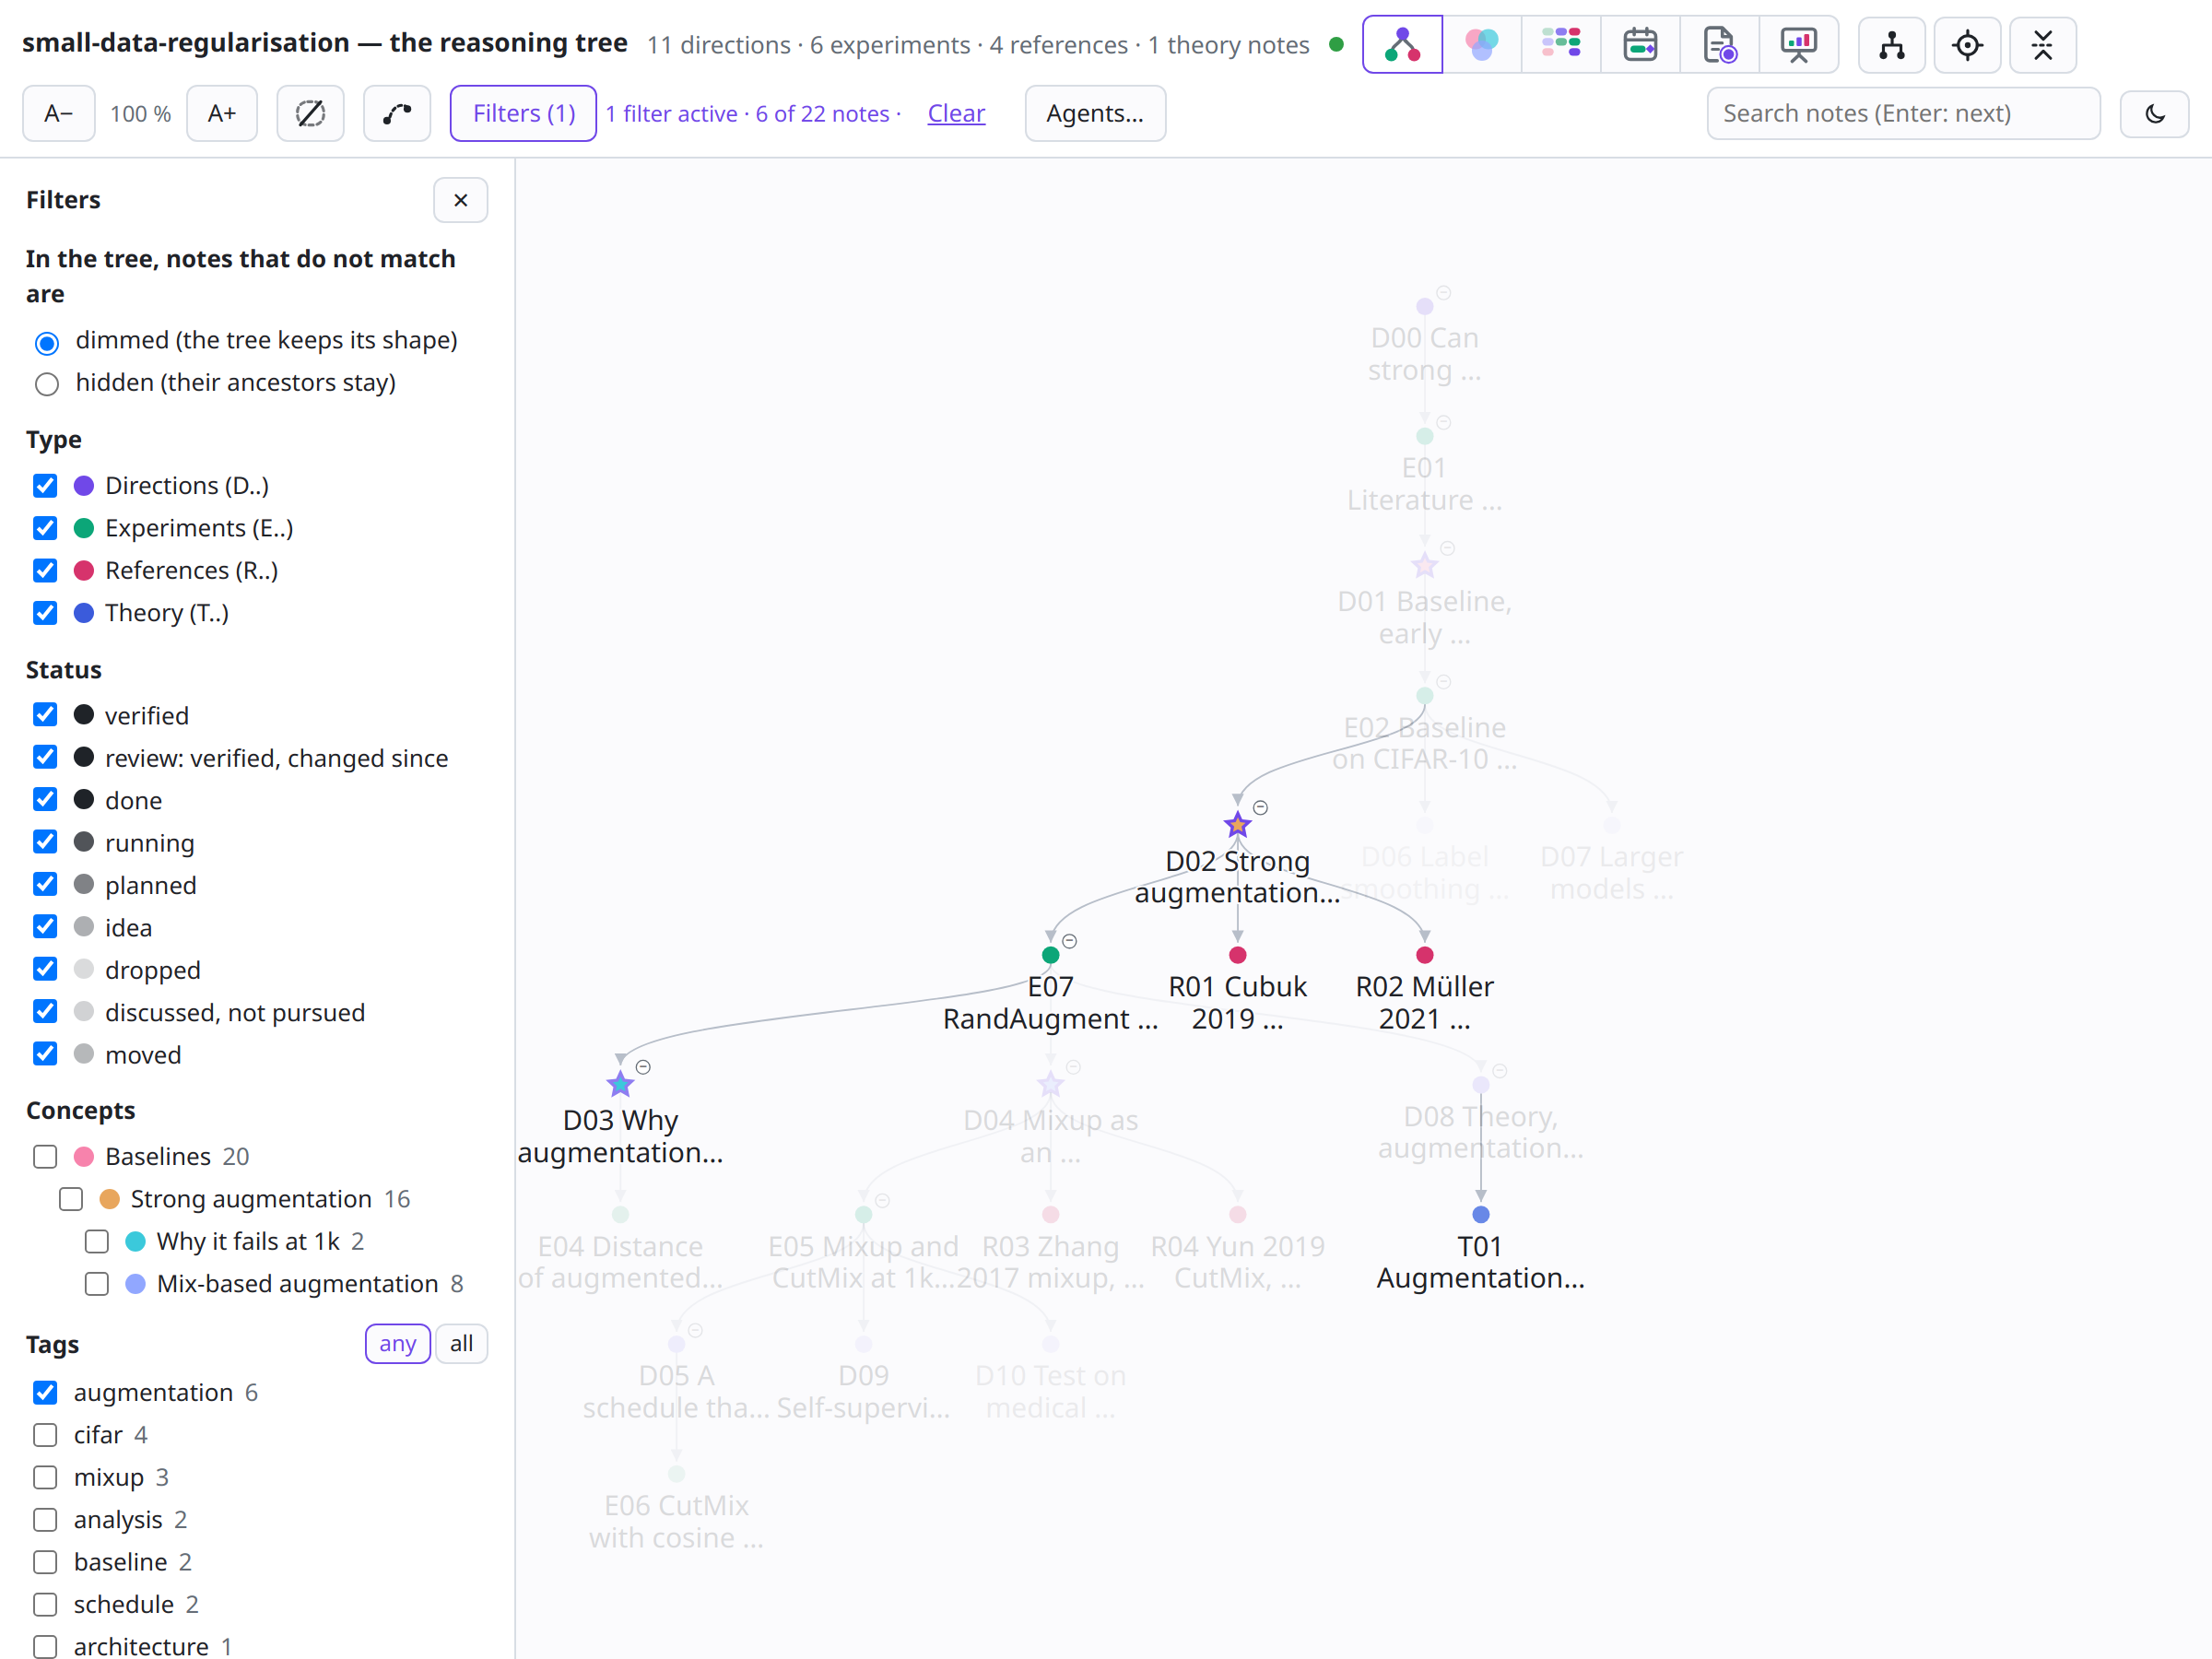 small-data-regularisation — the reasoning tree
11 directions · 6 experiments · 4 references · 1 theory notes
A−
100 %
A+
Filters (1)
1 filter active · 6 of 22 notes ·
Clear
Agents...
Search notes (Enter: next)
Filters
In the tree, notes that do not match
are
dimmed (the tree keeps its shape)
hidden (their ancestors stay)
Type
Directions (D..)
Experiments (E..)
References (R..)
Theory (T..)
Status
verified
review: verified, changed since
done
running
planned
idea
dropped
discussed, not pursued
moved
Concepts
Baselines 20
Strong augmentation 16
Why it fails at 1k 2
Mix-based augmentation 8
Tags
any
all
augmentation 6
cifar 4
mixup 3
analysis 2
baseline 2
schedule 2
architecture 1
D00 Can
strong ...
E01
Literature ...
D01 Baseline,
early ...
E02 Baseline
on CIFAR-10 ...
D02 Strong
augmentation...
D06 Label
smoothing ...
D07 Larger
models ...
E07
RandAugment ...
R01 Cubuk
2019 ...
R02 Müller
2021 ...
D03 Why
augmentation...
D04 Mixup as
an ...
D08 Theory,
augmentation...
E04 Distance
of augmented...
E05 Mixup and
CutMix at 1k...
R03 Zhang
2017 mixup, ...
R04 Yun 2019
CutMix, ...
T01
Augmentation...
D05 A
schedule tha...
D09
Self-supervi...
D10 Test on
medical ...
E06 CutMix
with cosine ...